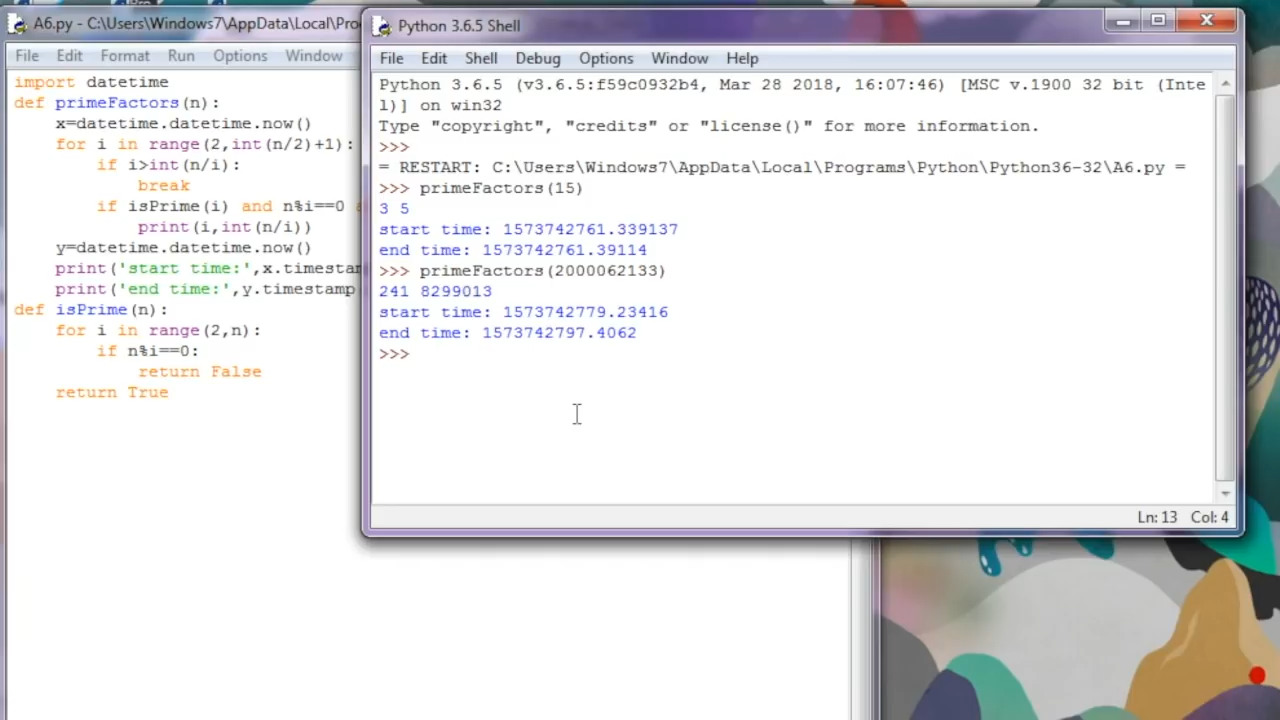 A6.py - C:\Users\Windows7\AppData\Local\Pro
File Edit Format Run Options Window
import datetime
def primeFactors(n):
    x=datetime.datetime.now()
    for i in range(2,int(n/2)+1):
        if i>int(n/i):
            break
        if isPrime(i) and n%i==0
            print(i,int(n/i))
    y=datetime.datetime.now()
    print('start time:',x.timestam
    print('end time:',y.timestamp
def isPrime(n):
    for i in range(2,n):
        if n%i==0:
            return False
    return True
Python 3.6.5 Shell
File Edit Shell Debug Options Window Help
Python 3.6.5 (v3.6.5:f59c0932b4, Mar 28 2018, 16:07:46) [MSC v.1900 32 bit (Inte
l)] on win32
Type "copyright", "credits" or "license()" for more information.
>>>
= RESTART: C:\Users\Windows7\AppData\Local\Programs\Python\Python36-32\A6.py =
>>> primeFactors(15)
3 5
start time: 1573742761.339137
end time: 1573742761.39114
>>> primeFactors(2000062133)
241 8299013
start time: 1573742779.23416
end time: 1573742797.4062
>>>
Ln: 13 Col: 4